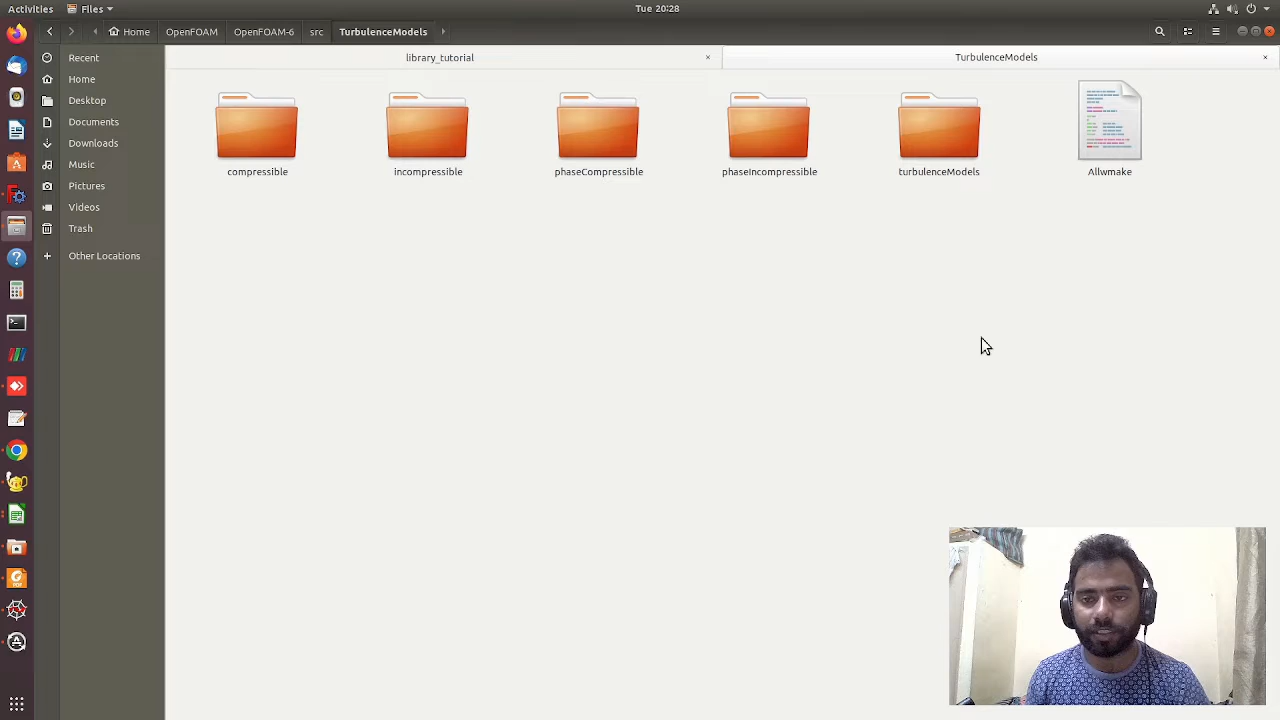 Activities Files Tue 20:28
Home OpenFOAM OpenFOAM-6 src TurbulenceModels
library_tutorial TurbulenceModels
Recent
Home
Desktop
Documents
Downloads
Music
Pictures
Videos
Trash
Other Locations
compressible incompressible phaseCompressible phaseIncompressible turbulenceModels Allwmake